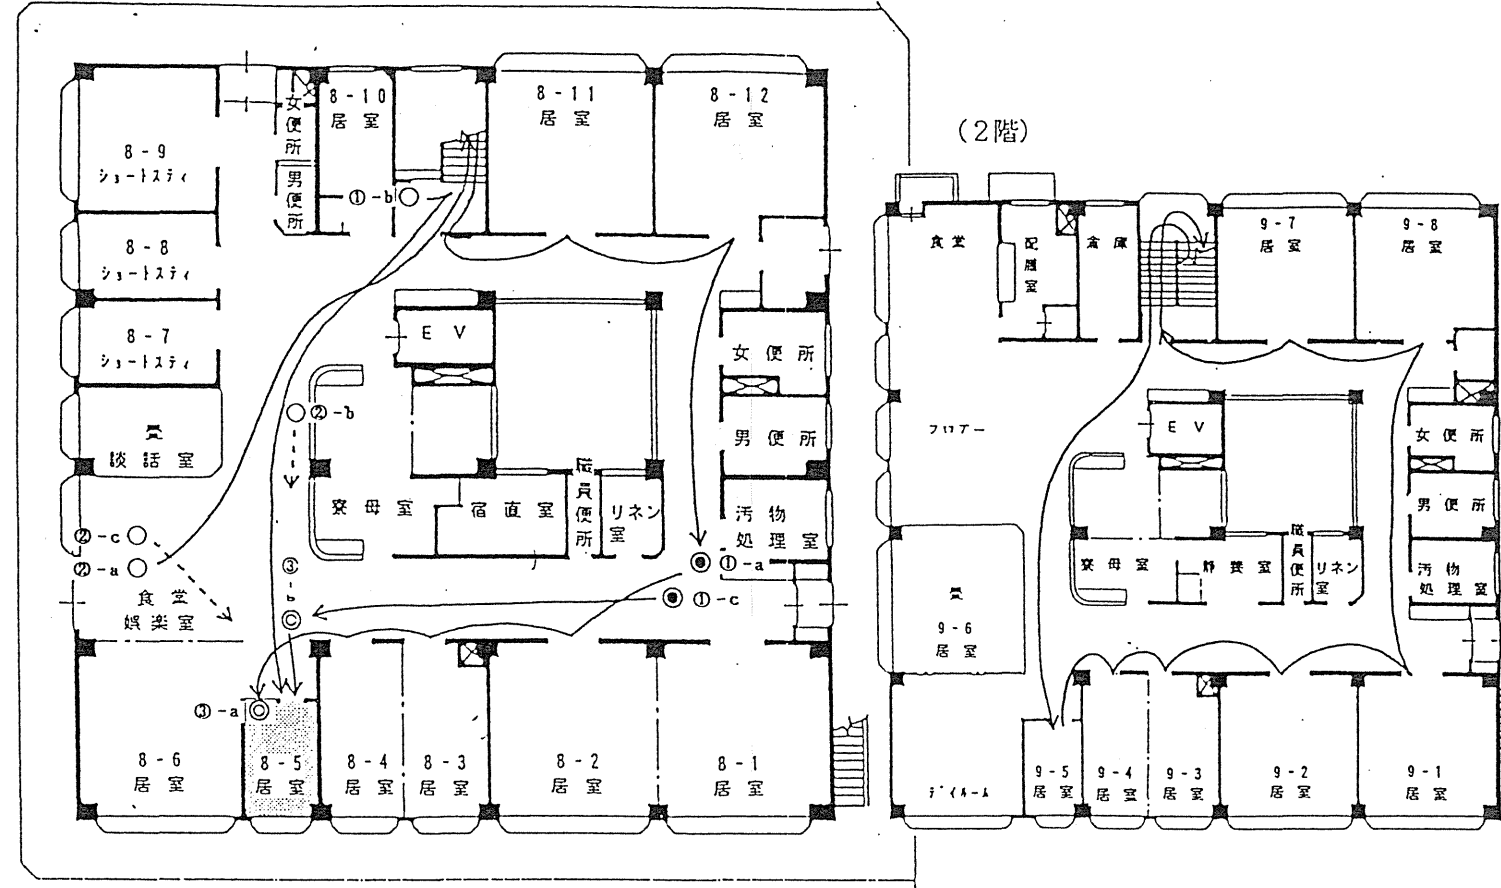 8-10
居室
8-11
居室
8-12
居室
女便所
8-9
ショートスティ
男便所
①-b
8-8
ショートスティ
8-7
ショートスティ
EV
女便所
②-b
畳
談話室
男便所
寮母室
宿直室
職員便所
リネン室
汚物処理室
②-c
②-a
③-b
①-a
①-c
食堂
娯楽室
③-a
8-6
居室
8-5
居室
8-4
居室
8-3
居室
8-2
居室
8-1
居室
(2階)
食堂
配膳室
倉庫
9-7
居室
9-8
居室
フロアー
EV
女便所
男便所
寮母室
静養室
職員便所
リネン室
汚物処理室
畳
9-6
居室
デイルーム
9-5
居室
9-4
居室
9-3
居室
9-2
居室
9-1
居室